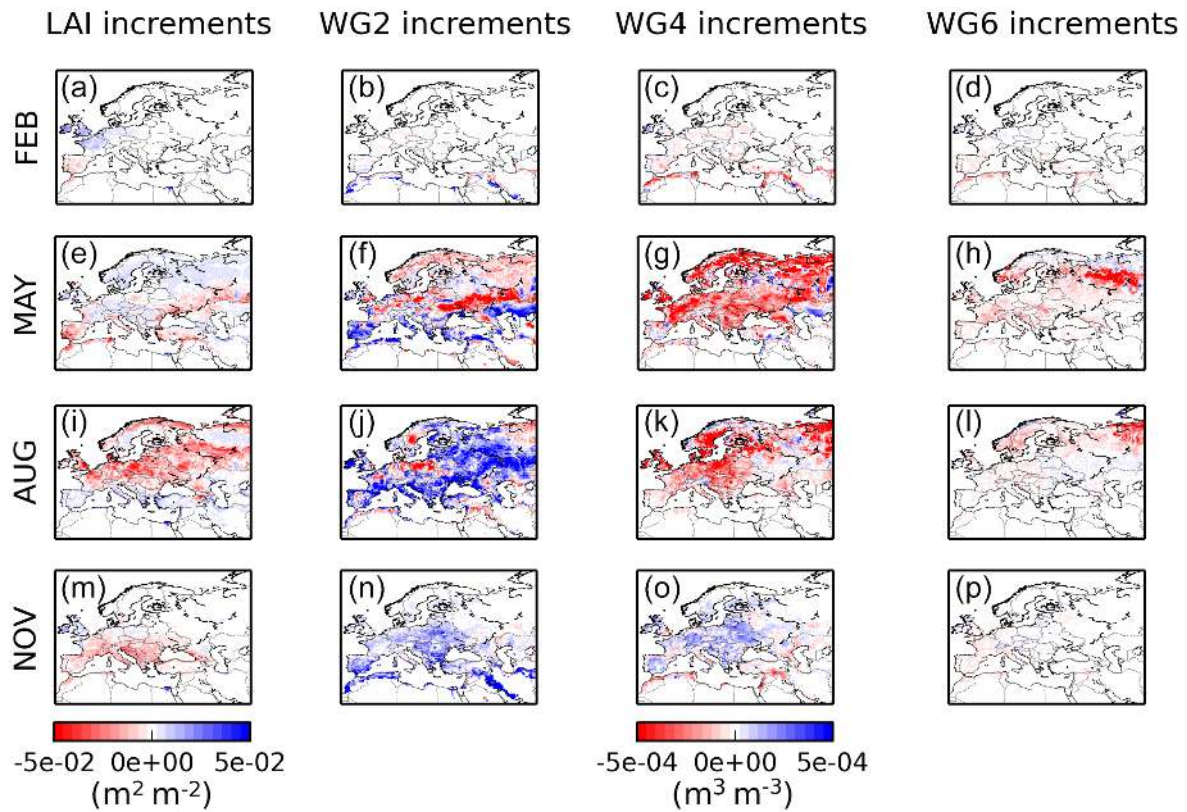 LAI increments WG2 increments WG4 increments WG6 increments
FEB (a) (b) (c) (d)
MAY (e) (f) (g) (h)
AUG (i) (j) (k) (l)
NOV (m) (n) (o) (p)
-5e-02 0e+00 5e-02 -5e-04 0e+00 5e-04
(m² m⁻²) (m³ m⁻³)